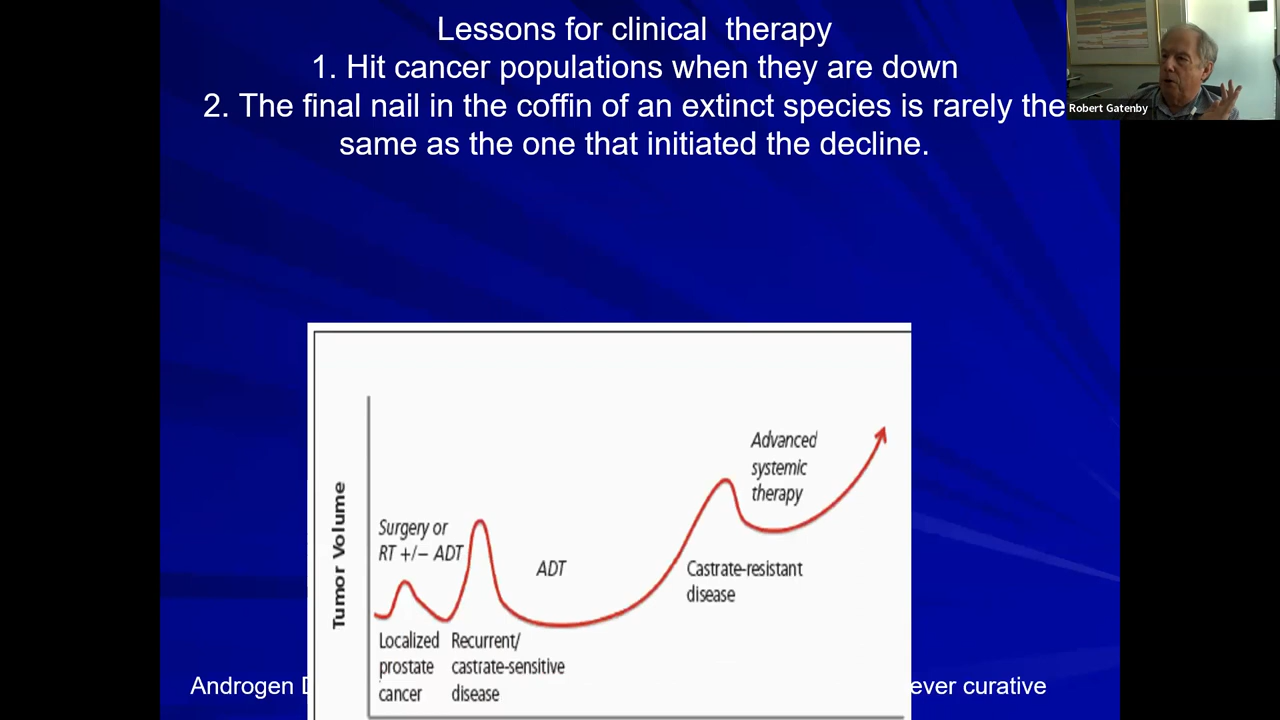 Lessons for clinical therapy
1. Hit cancer populations when they are down
2. The final nail in the coffin of an extinct species is rarely the
same as the one that initiated the decline.
Robert Gatenby
Tumor Volume
Surgery or
RT +/− ADT
ADT
Advanced
systemic
therapy
Castrate-resistant
disease
Localized
prostate
cancer
Recurrent/
castrate-sensitive
disease
Androgen
ever curative